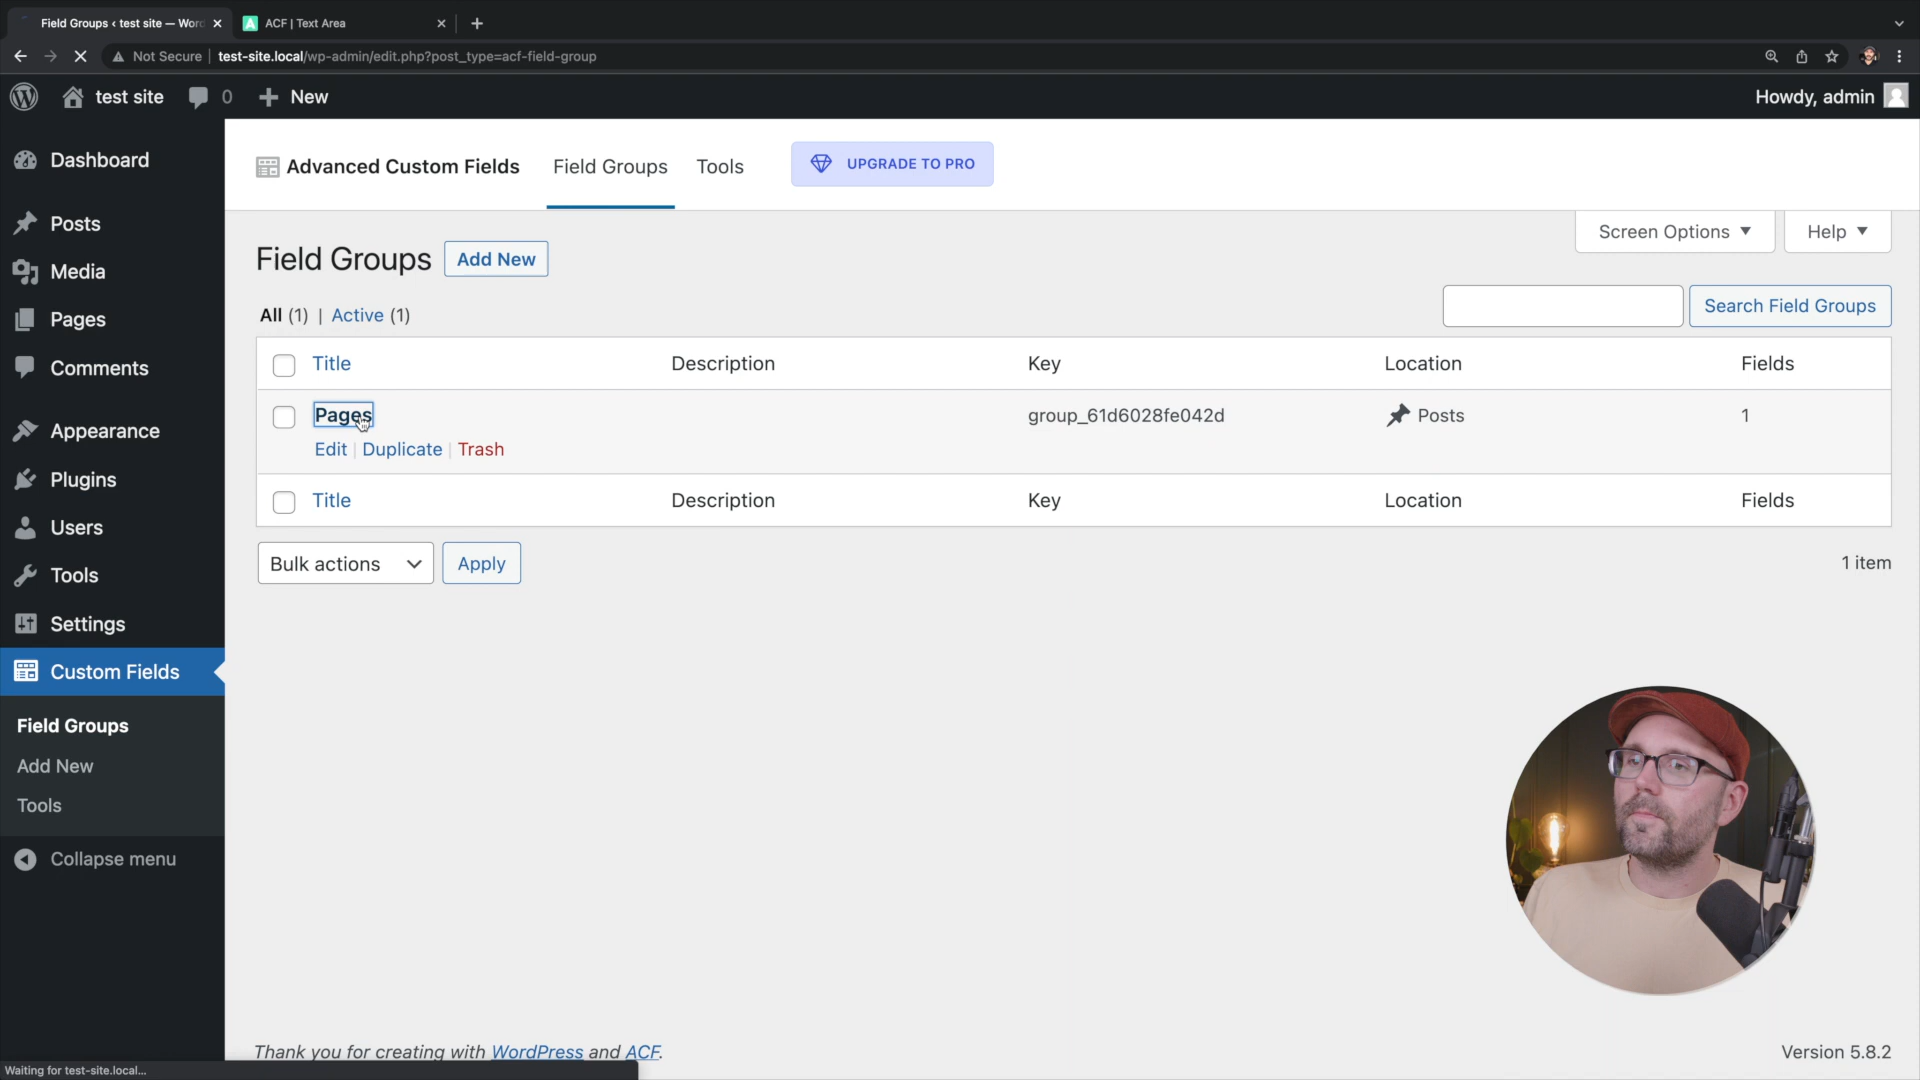 Field Groups ‹ test site — Wor
ACF | Text Area
Not Secure
test-site.local/wp-admin/edit.php?post_type=acf-field-group
test site
0
New
Howdy, admin
Dashboard
Posts
Media
Pages
Comments
Appearance
Plugins
Users
Tools
Settings
Custom Fields
Field Groups
Add New
Tools
Collapse menu
Advanced Custom Fields
Field Groups
Tools
UPGRADE TO PRO
Screen Options
Help
Field Groups
Add New
All (1) | Active (1)
Search Field Groups
Title Description Key Location Fields
Pages group_61d6028fe042d Posts 1
Edit | Duplicate | Trash
Title Description Key Location Fields
Bulk actions
Apply
1 item
Thank you for creating with WordPress and ACF.
Version 5.8.2
Waiting for test-site.local...